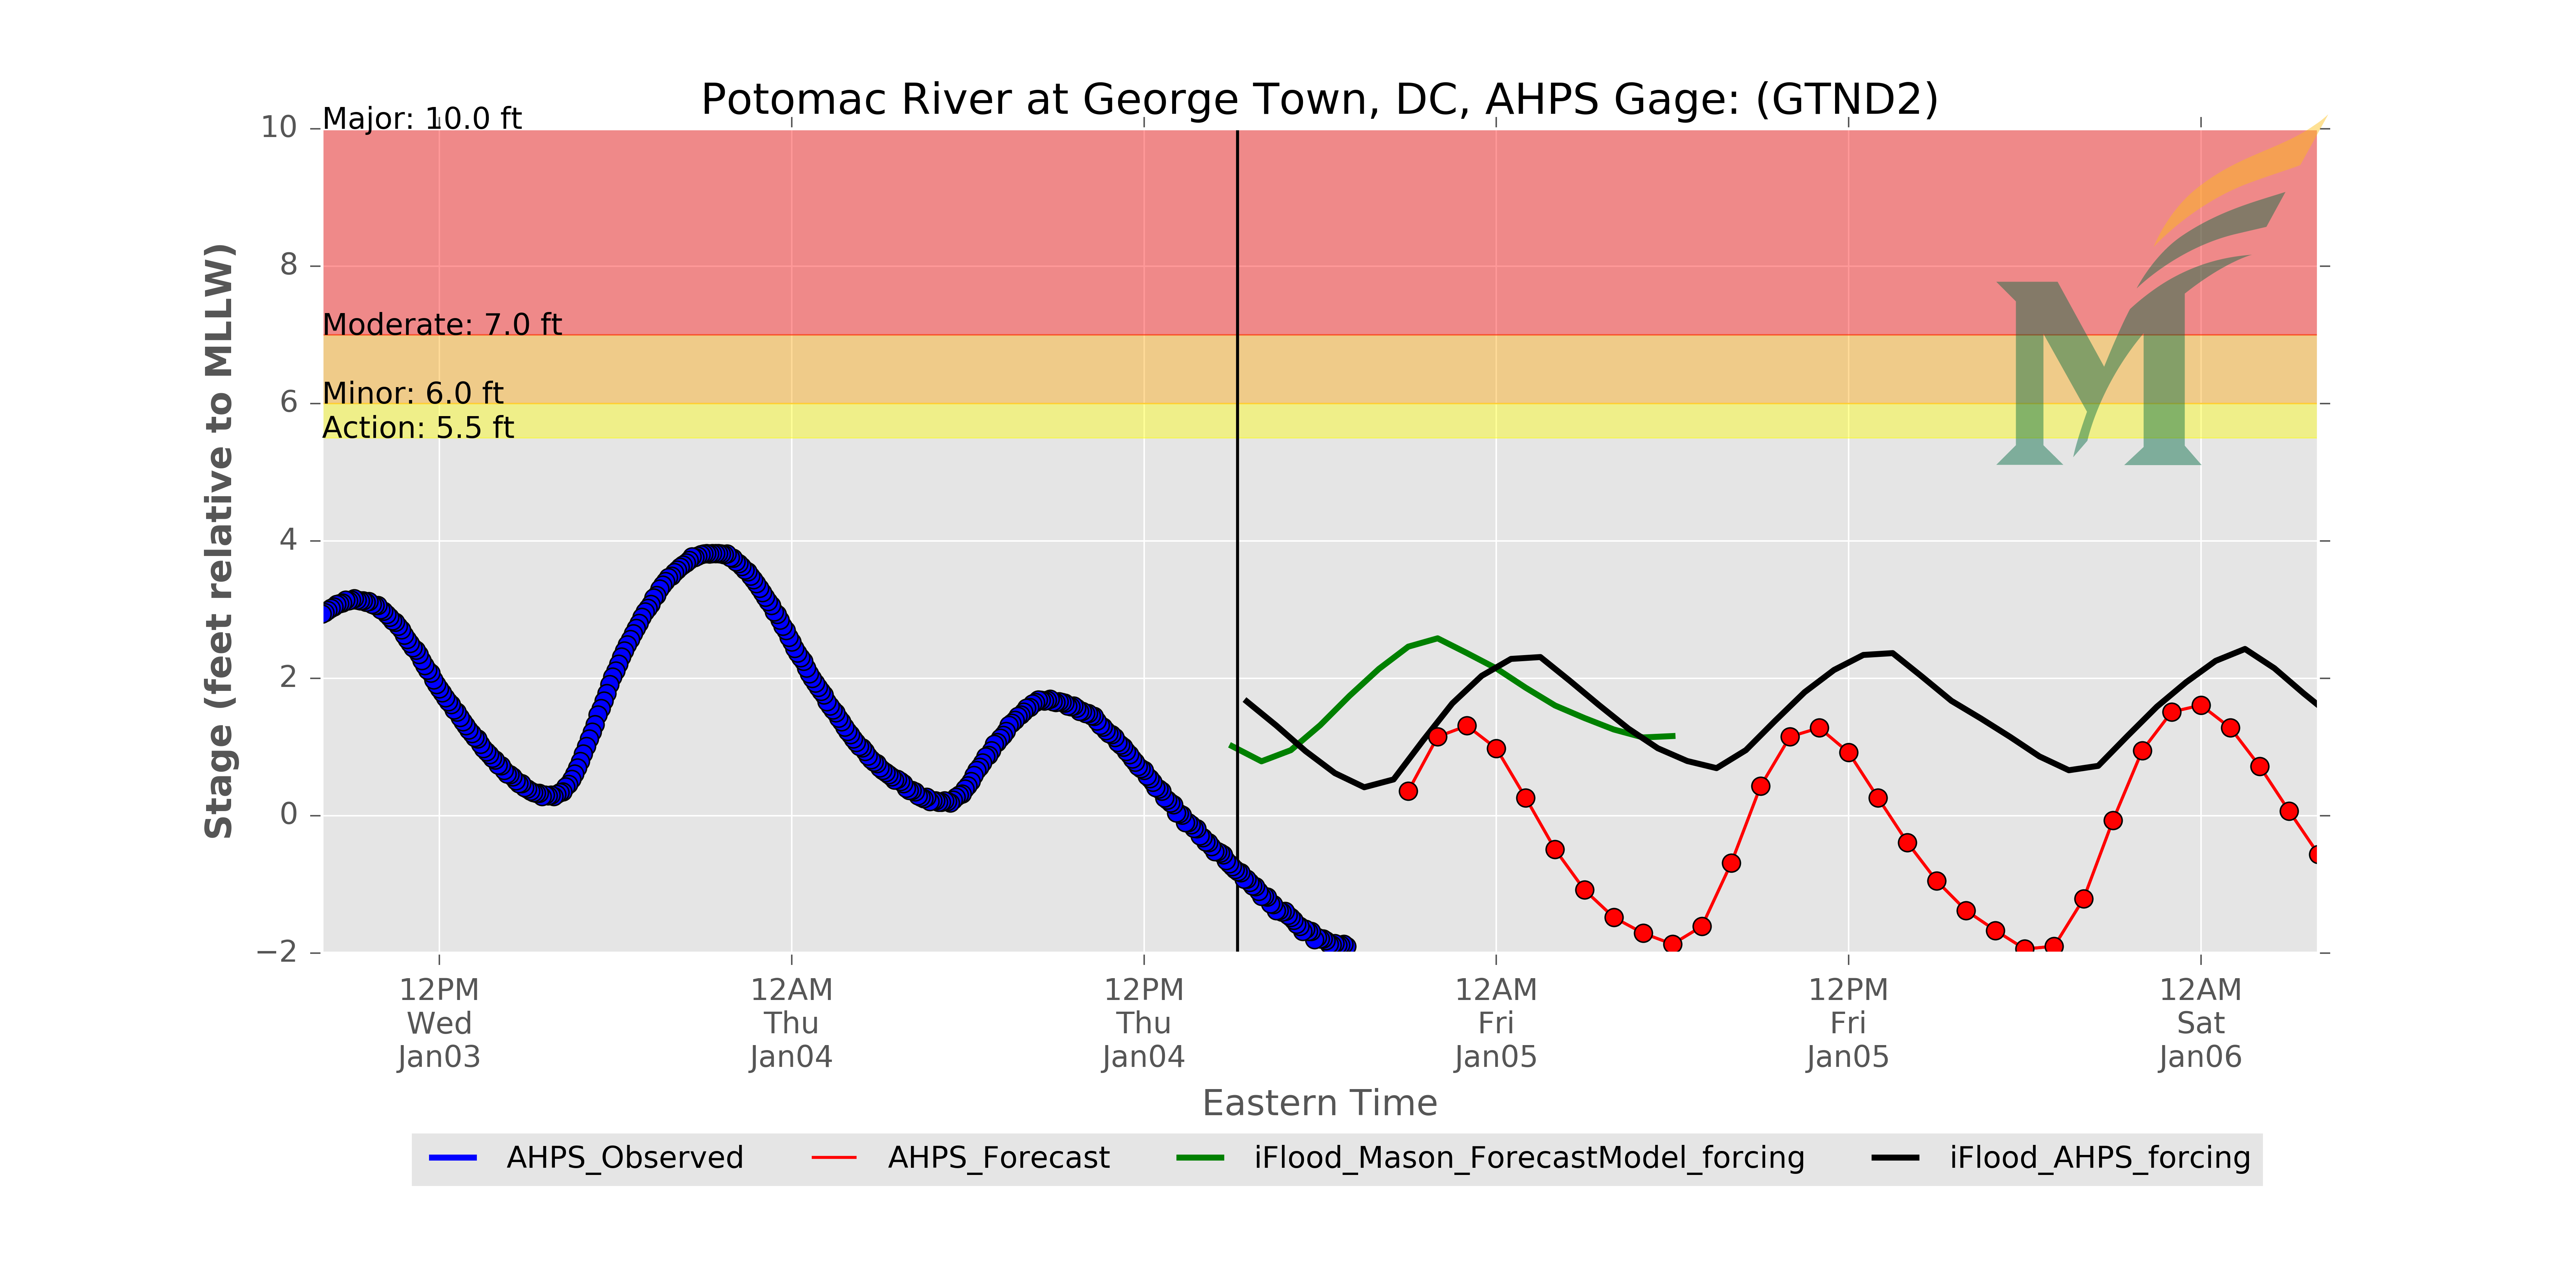 Potomac River at George Town, DC, AHPS Gage: (GTND2)
Major: 10.0 ft
Moderate: 7.0 ft
Minor: 6.0 ft
Action: 5.5 ft
Stage (feet relative to MLLW)
10
8
6
4
2
0
−2
12PM
Wed
Jan03
12AM
Thu
Jan04
12PM
Thu
Jan04
12AM
Fri
Jan05
12PM
Fri
Jan05
12AM
Sat
Jan06
Eastern Time
AHPS_Observed
AHPS_Forecast
iFlood_Mason_ForecastModel_forcing
iFlood_AHPS_forcing
M